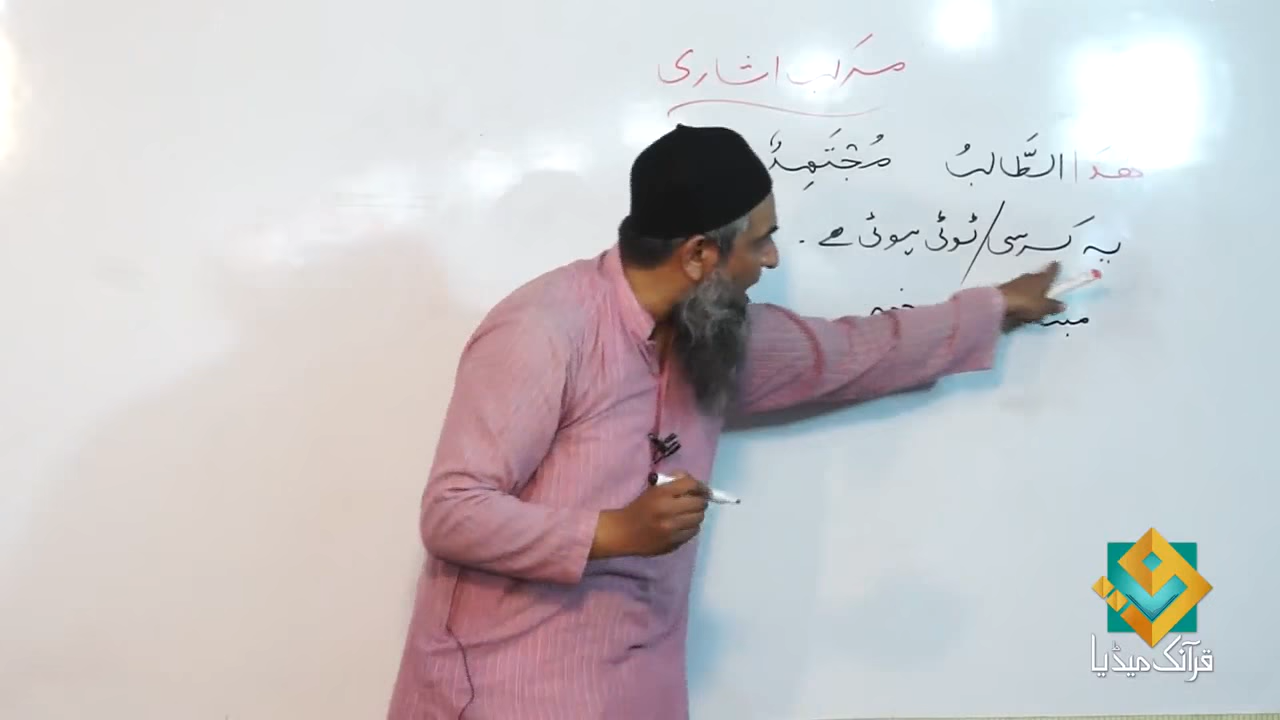 مرکب اشاری
هَذَا الطَّالِبُ مُجْتَهِدٌ
یہ کرسی / ٹوٹی ہوئی ہے ۔
قرآنک میڈیا